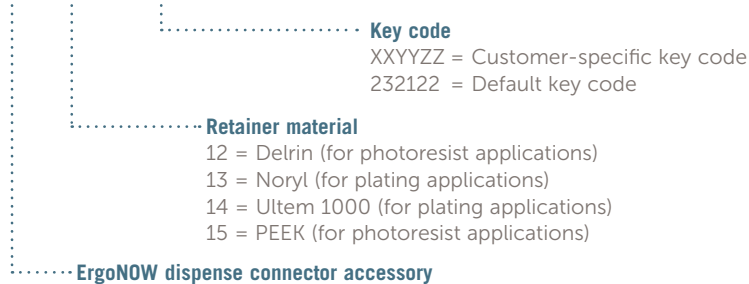 Key code
XXYYZZ = Customer-specific key code
232122 = Default key code
Retainer material
12 = Delrin (for photoresist applications)
13 = Noryl (for plating applications)
14 = Ultem 1000 (for plating applications)
15 = PEEK (for photoresist applications)
ErgoNOW dispense connector accessory